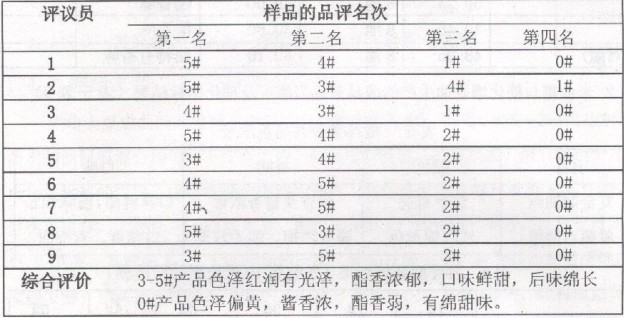 评议员 样品的品评名次
第一名 第二名 第三名 第四名
1 5# 4# 1# 0#
2 5# 3# 4# 1#
3 4# 3# 1# 0#
4 5# 4# 2# 0#
5 3# 4# 2# 0#
6 4# 5# 2# 0#
7 4# 5# 2# 0#
8 5# 3# 2# 0#
9 3# 5# 2# 0#
综合评价 3-5#产品色泽红润有光泽，酯香浓郁，口味鲜甜，后味绵长
0#产品色泽偏黄，酱香浓，酯香弱，有绵甜味。